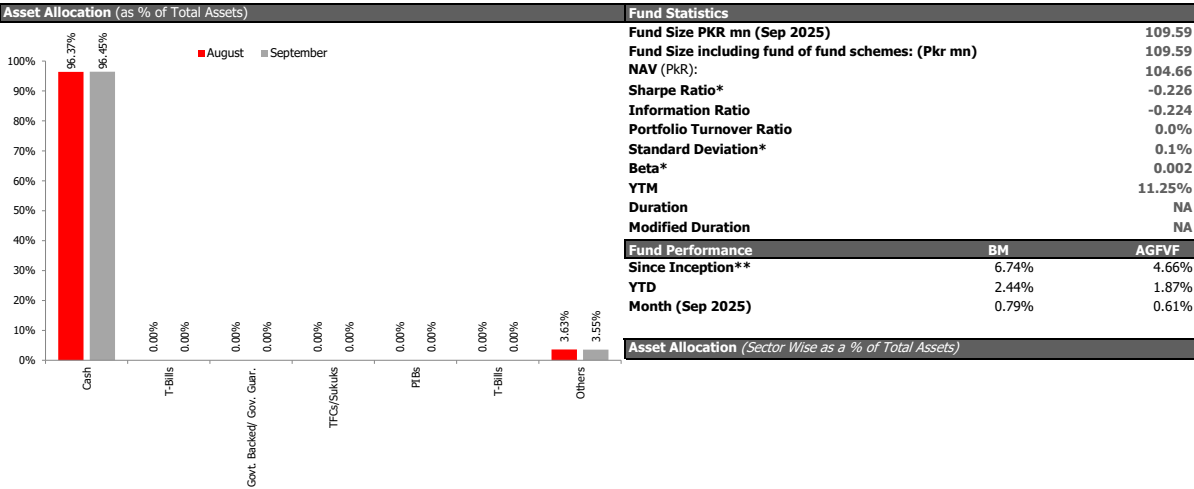 Asset Allocation (as % of Total Assets)
August September
100%
90%
80%
70%
60%
50%
40%
30%
20%
10%
0%
96.37% 96.45%
0.00% 0.00%
0.00% 0.00%
0.00% 0.00%
0.00% 0.00%
0.00% 0.00%
3.63% 3.55%
Cash
T-Bills
Govt. Backed/ Gov. Guar.
TFCs/Sukuks
PIBs
T-Bills
Others
Fund Statistics
Fund Size PKR mn (Sep 2025) 109.59
Fund Size including fund of fund schemes: (Pkr mn) 109.59
NAV (PkR): 104.66
Sharpe Ratio* -0.226
Information Ratio -0.224
Portfolio Turnover Ratio 0.0%
Standard Deviation* 0.1%
Beta* 0.002
YTM 11.25%
Duration NA
Modified Duration NA
Fund Performance BM AGFVF
Since Inception** 6.74% 4.66%
YTD 2.44% 1.87%
Month (Sep 2025) 0.79% 0.61%
Asset Allocation (Sector Wise as a % of Total Assets)